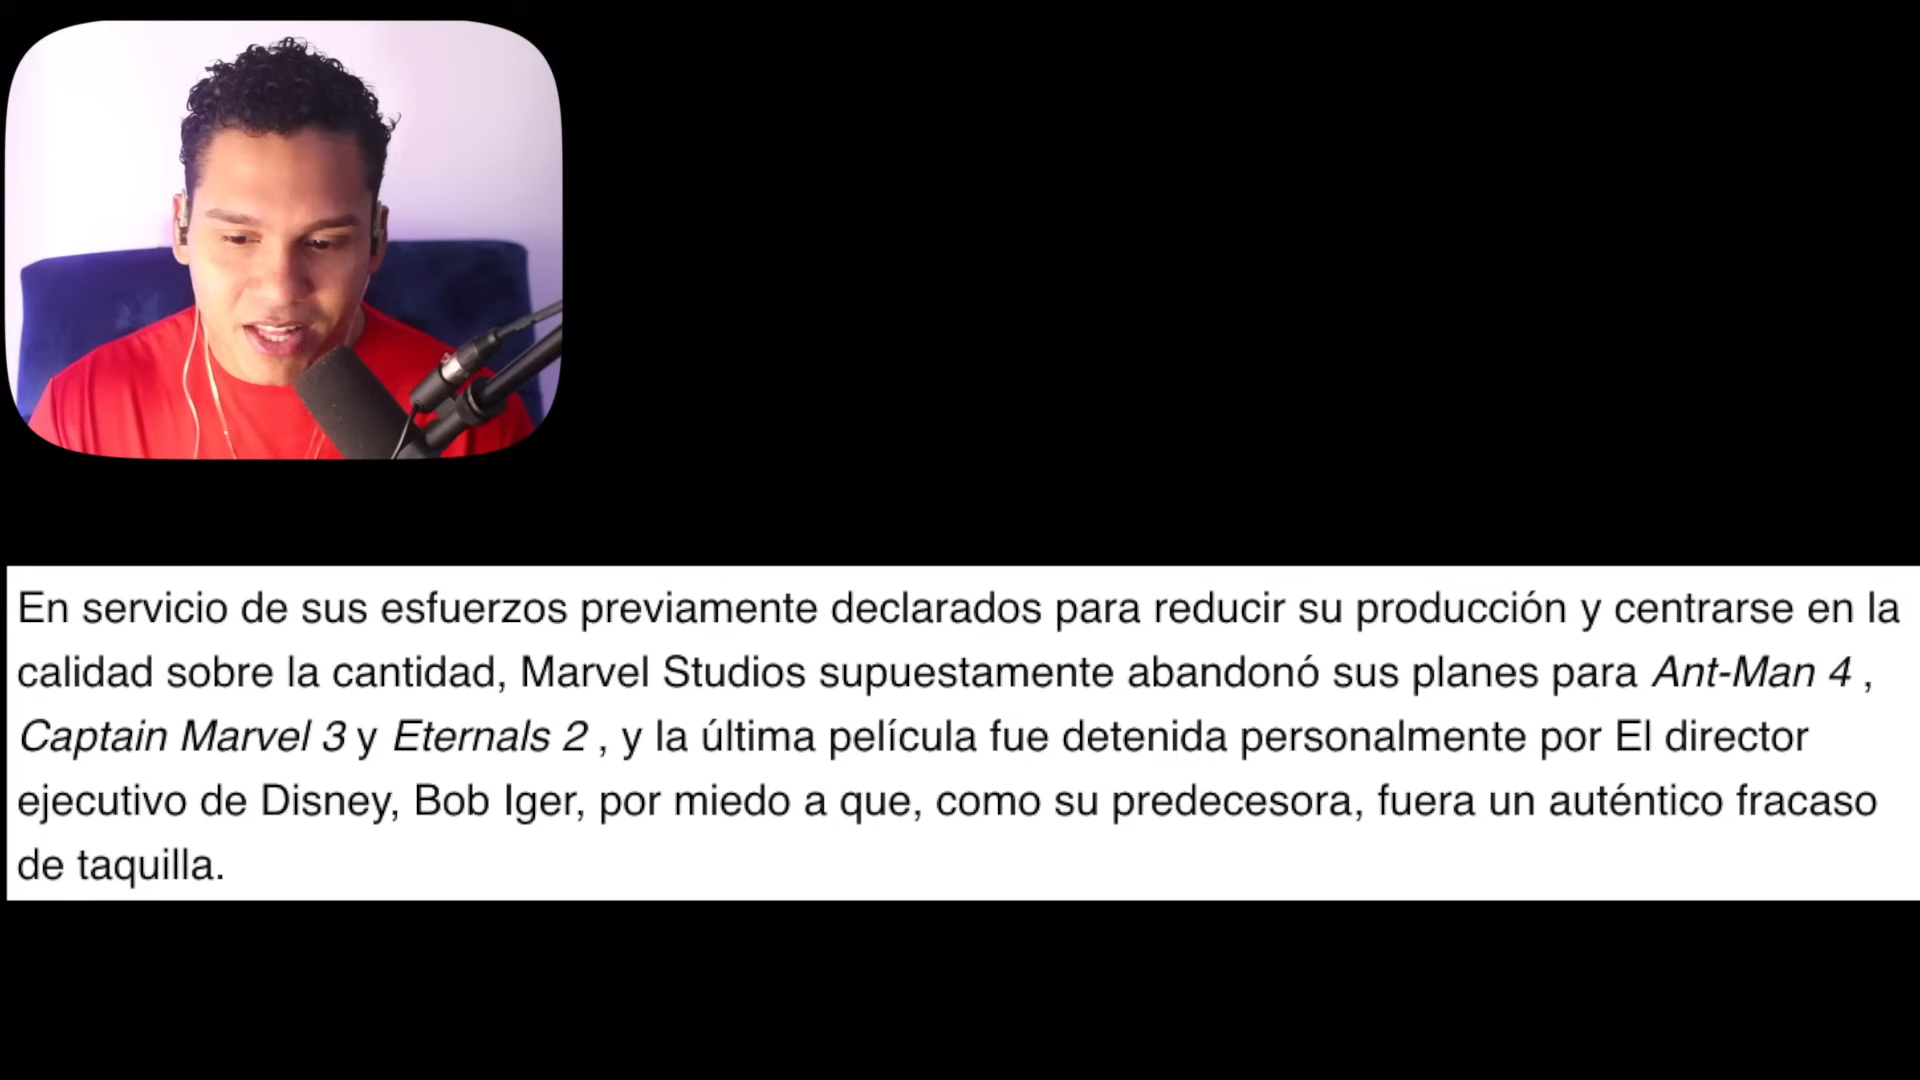 En servicio de sus esfuerzos previamente declarados para reducir su producción y centrarse en la
calidad sobre la cantidad, Marvel Studios supuestamente abandonó sus planes para Ant-Man 4 ,
Captain Marvel 3 y Eternals 2 , y la última película fue detenida personalmente por El director
ejecutivo de Disney, Bob Iger, por miedo a que, como su predecesora, fuera un auténtico fracaso
de taquilla.